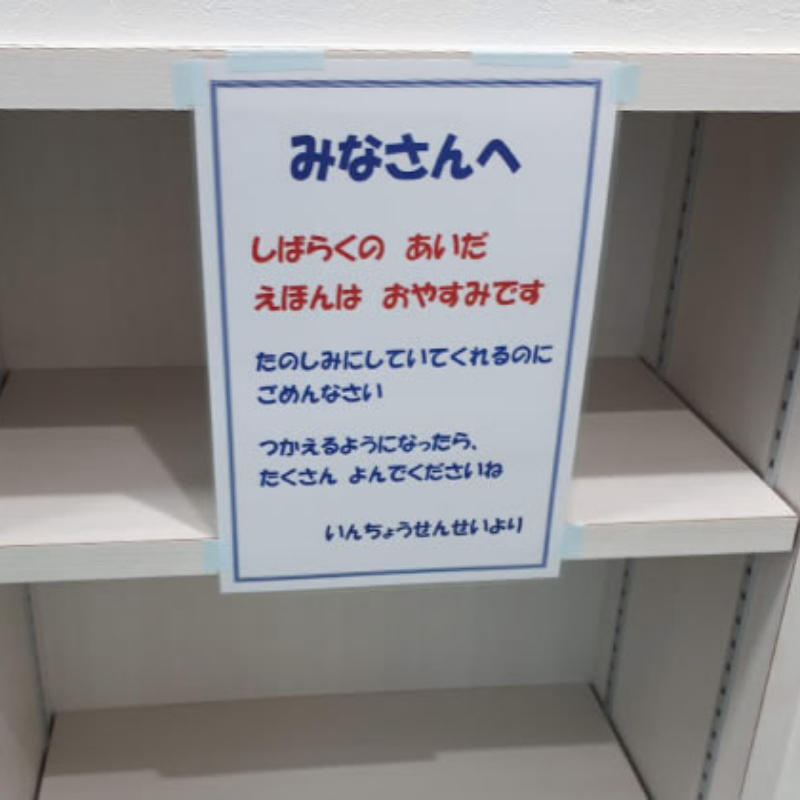 みなさんへ
しばらくの あいだ
えほんは おやすみです
たのしみにしていてくれるのに
ごめんなさい
つかえるようになったら、
たくさん よんでくださいね
いんちょうせんせいより